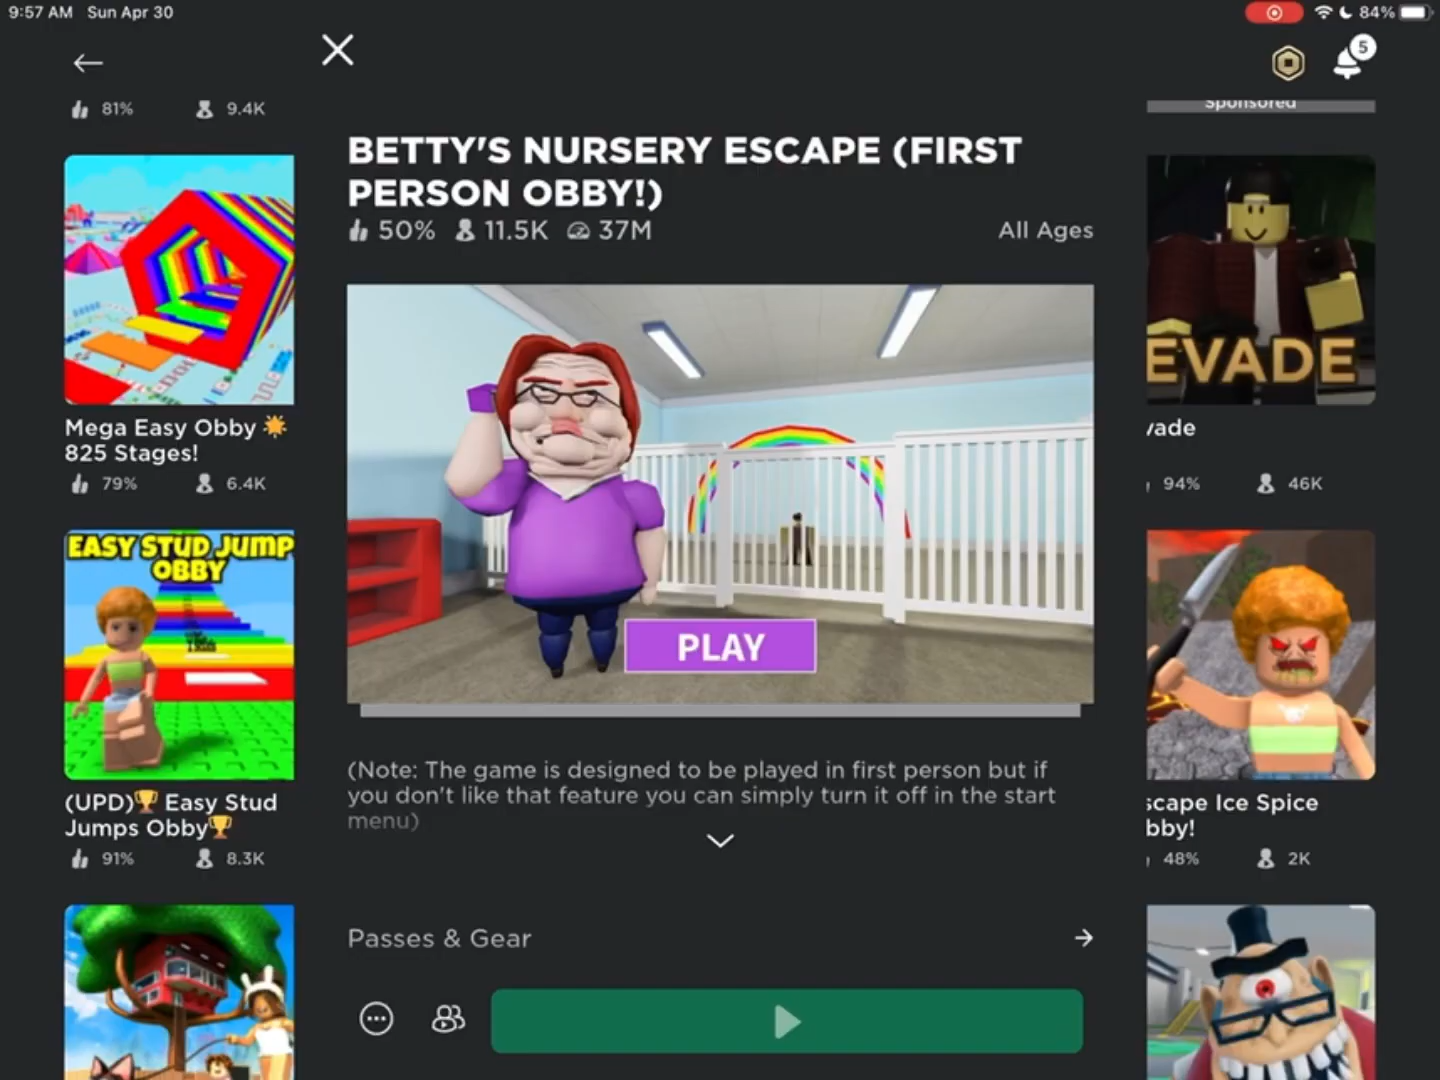 9:57 AM Sun Apr 30
84%
5
81% 9.4K
Sponsored
BETTY'S NURSERY ESCAPE (FIRST
PERSON OBBY!)
50% 11.5K 37M
All Ages
EVADE
Mega Easy Obby
825 Stages!
79% 6.4K
vade
94% 46K
PLAY
EASY STUD JUMP
OBBY
(UPD)🏆 Easy Stud
Jumps Obby🏆
91% 8.3K
scape Ice Spice
bby!
48% 2K
(Note: The game is designed to be played in first person but if
you don't like that feature you can simply turn it off in the start
menu)
Passes & Gear